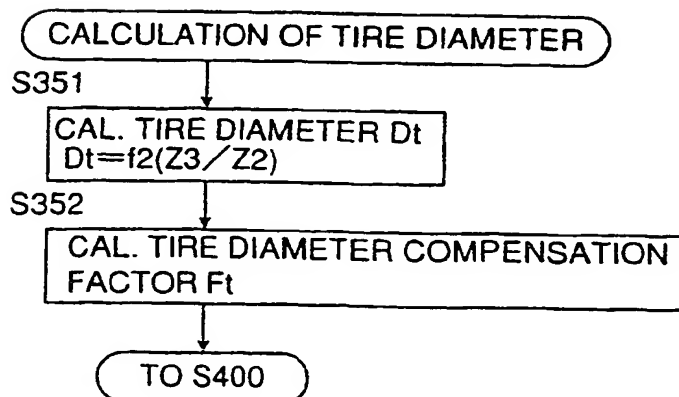 CALCULATION OF TIRE DIAMETER
S351
CAL. TIRE DIAMETER Dt
Dt=f2(Z3/Z2)
S352
CAL. TIRE DIAMETER COMPENSATION
FACTOR Ft
TO S400